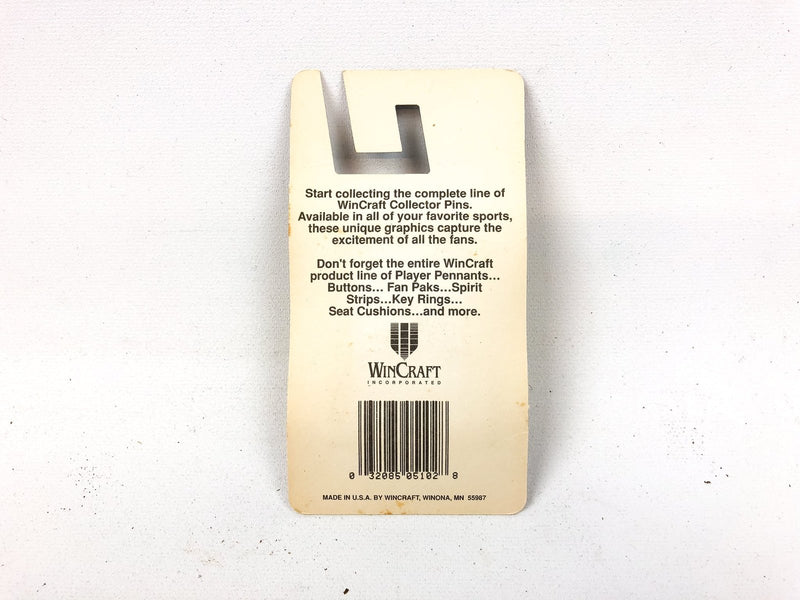 Start collecting the complete line of
WinCraft Collector Pins.
Available in all of your favorite sports,
these unique graphics capture the
excitement of all the fans.
Don't forget the entire WinCraft
product line of Player Pennants...
Buttons... Fan Paks...Spirit
Strips...Key Rings...
Seat Cushions...and more.
WINCRAFT
INCORPORATED
0 32085 05102 8
MADE IN U.S.A. BY WINCRAFT, WINONA, MN 55987